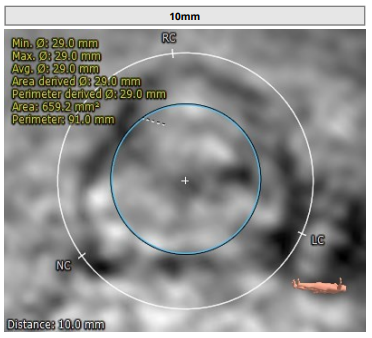 10mm
RC
Min. Ø: 29.0 mm
Max. Ø: 29.0 mm
Avg. Ø: 29.0 mm
Area derived Ø: 29.0 mm
Perimeter derived Ø: 29.0 mm
Area: 659.2 mm²
Perimeter: 91.0 mm
LC
NC
Distance: 10.0 mm